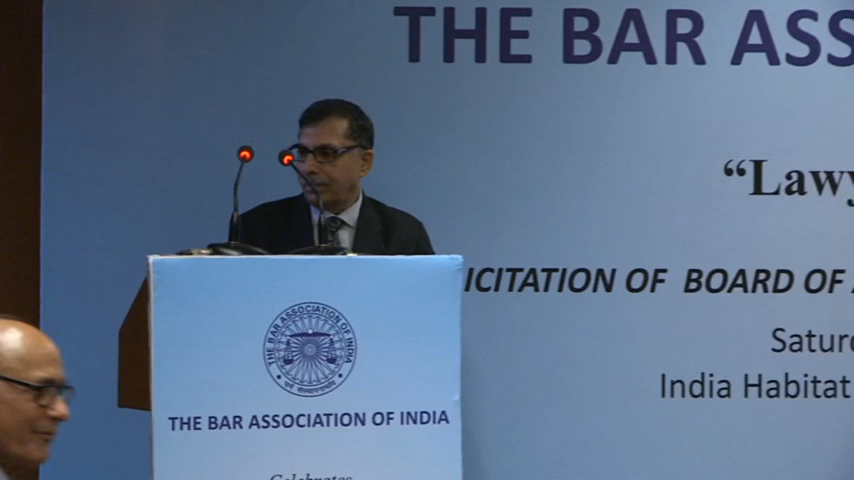 THE BAR ASS
“Lawy
ICITATION OF BOARD OF
Satur
India Habitat
THE BAR ASSOCIATION OF INDIA
THE BAR ASSOCIATION OF INDIA
Celebrates